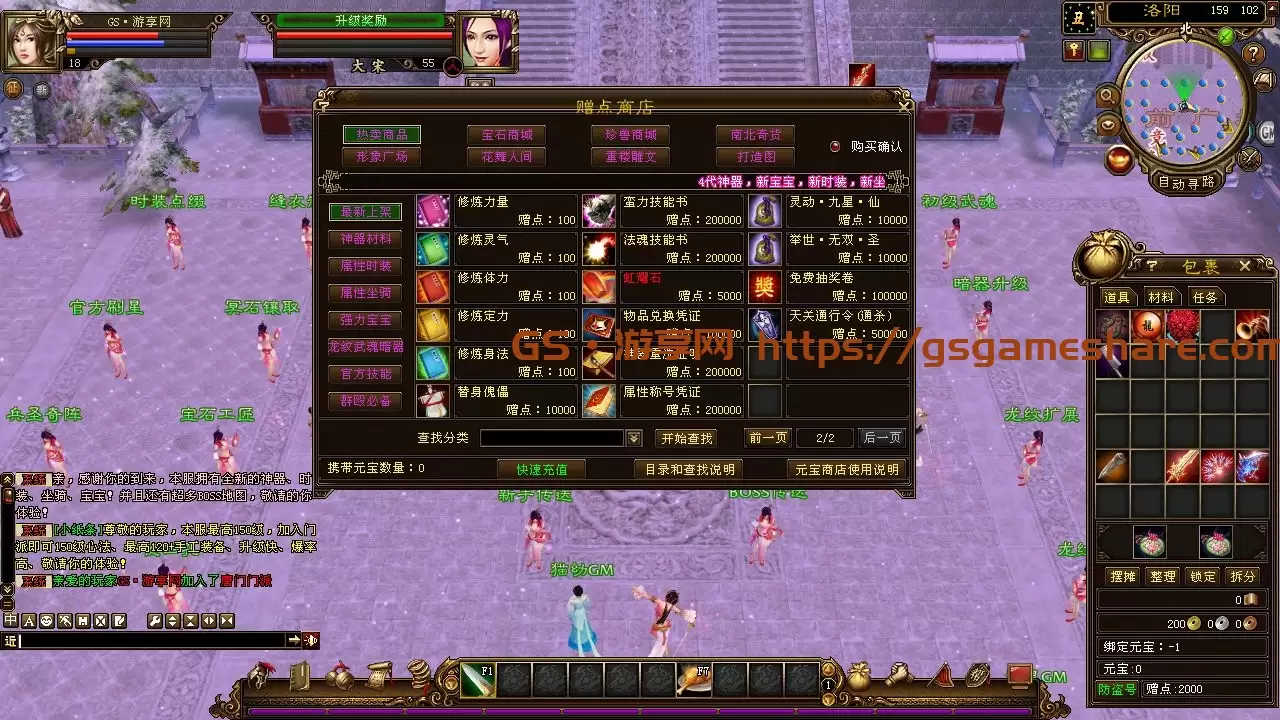 GS·游享网
18
升级奖励
大宋 55
丑
洛阳 159 102
北
自动寻路
征
赠点商店
热卖商品 宝石商城 珍兽商城 南北奇货
形象广场 花舞人间 重楼雕文 打造图
购买确认
4代神器，新宝宝，新时装，新坐
最新上架
神器材料
属性时装
属性坐骑
强力宝宝
龙纹武魂暗器
官方技能
群殴必备
修炼力量
赠点：100
蛮力技能书
赠点：200000
灵动·九星·仙
赠点：10000
修炼灵气
赠点：100
法魂技能书
赠点：200000
举世·无双·圣
赠点：10000
修炼体力
赠点：100
虹耀石
赠点：5000
免费抽奖卷
赠点：100000
修炼定力
赠点：100
物品兑换凭证
天关通行令(通杀)
赠点：500000
修炼身法
赠点：100
赠点：200000
替身傀儡
赠点：10000
属性称号凭证
赠点：200000
查找分类
开始查找
前一页
2/2
后一页
携带元宝数量：0
快速充值
目录和查找说明
元宝商店使用说明
GS·游享网 https://gsgameshare.com
时装点缀
缝衣
初级武魂
官方刷星
冥石镶取
暗器升级
兵圣奇阵
宝石工匠
龙纹扩展
新手传送
BOSS传送
猫幼GM
龙纹
GM
? 包裹 X
道具 材料 任务
摆摊 整理 锁定 拆分
0
200 0 0
绑定元宝：-1
元宝:0
防盗号 赠点:2000
系统 亲，感谢你的到来，本服拥有全新的神器、时
装、坐骑、宝宝！并且还有超多BOSS地图，敬请的你
体验！
系统 [小纸条]尊敬的玩家，本服最高150级，加入门
派即可150级心法、最高120+手工装备、升级快、爆率
高、敬请你的体验！
系统 亲爱的玩家GS·游享网加入了唐门门派
近
F1
F7
1